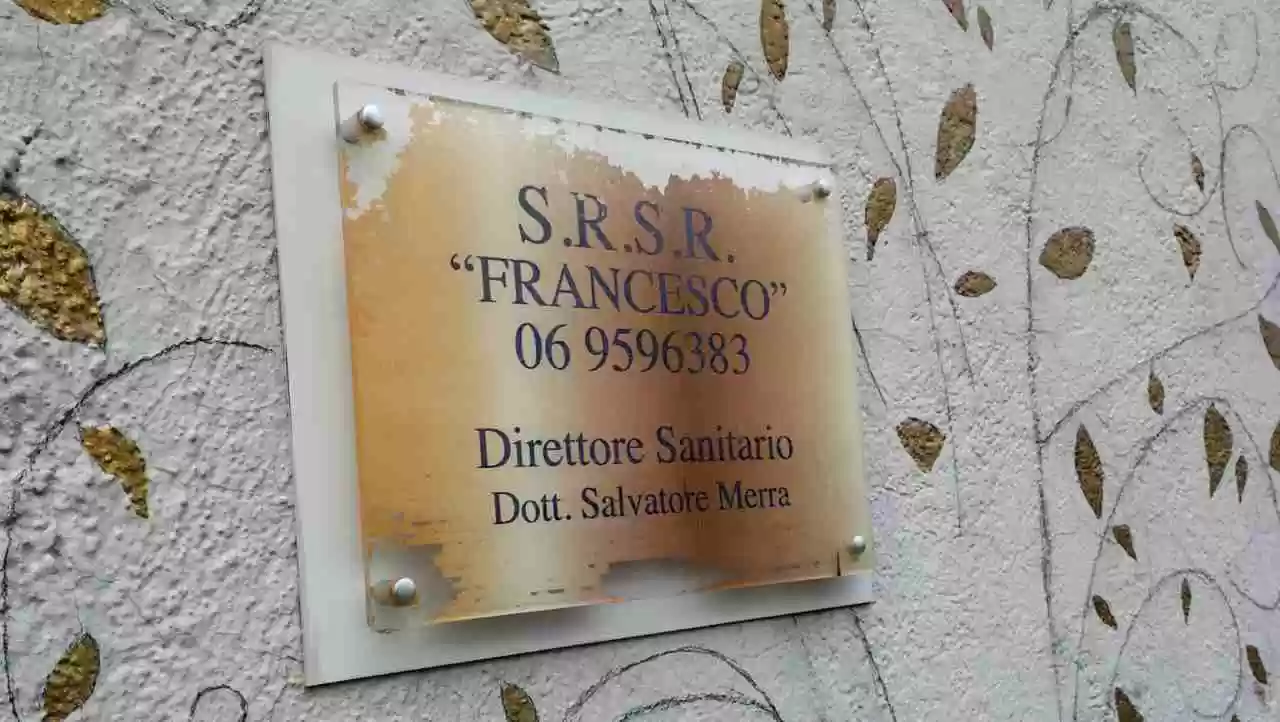 S.R.S.R.
“FRANCESCO”
06 9596383
Direttore Sanitario
Dott. Salvatore Merra